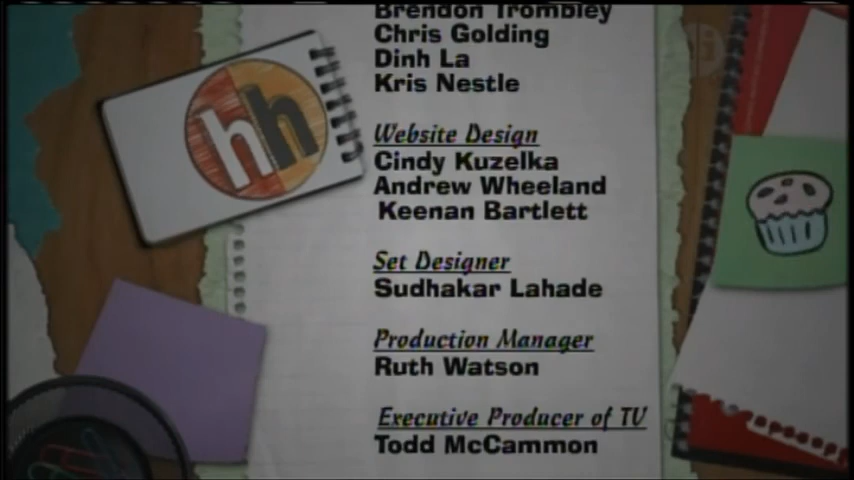 Brendon Trombley
Chris Golding
Dinh La
Kris Nestle
hh
Website Design
Cindy Kuzelka
Andrew Wheeland
Keenan Bartlett
Set Designer
Sudhakar Lahade
Production Manager
Ruth Watson
Executive Producer of TV
Todd McCammon